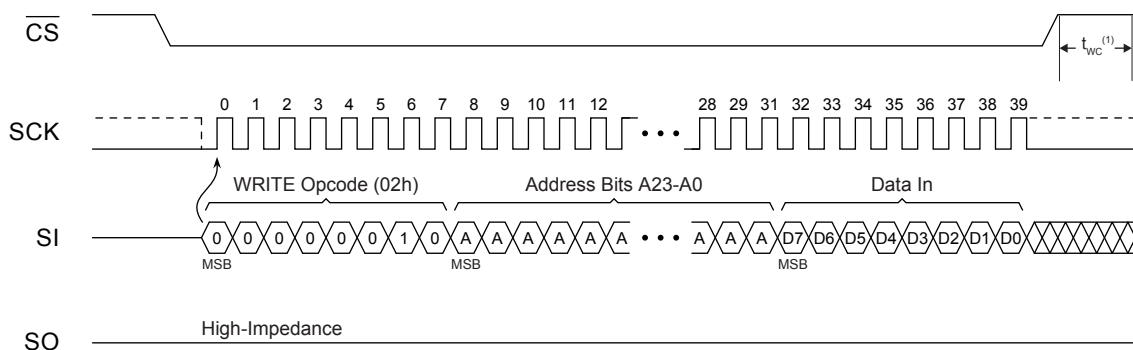 CS
t WC (1)
0 1 2 3 4 5 6 7 8 9 10 11 12 28 29 31 32 33 34 35 36 37 38 39
SCK
WRITE Opcode (02h) Address Bits A23-A0 Data In
SI 0 0 0 0 0 0 1 0 A A A A A A A A A D7 D6 D5 D4 D3 D2 D1 D0
MSB MSB MSB
High-Impedance
SO